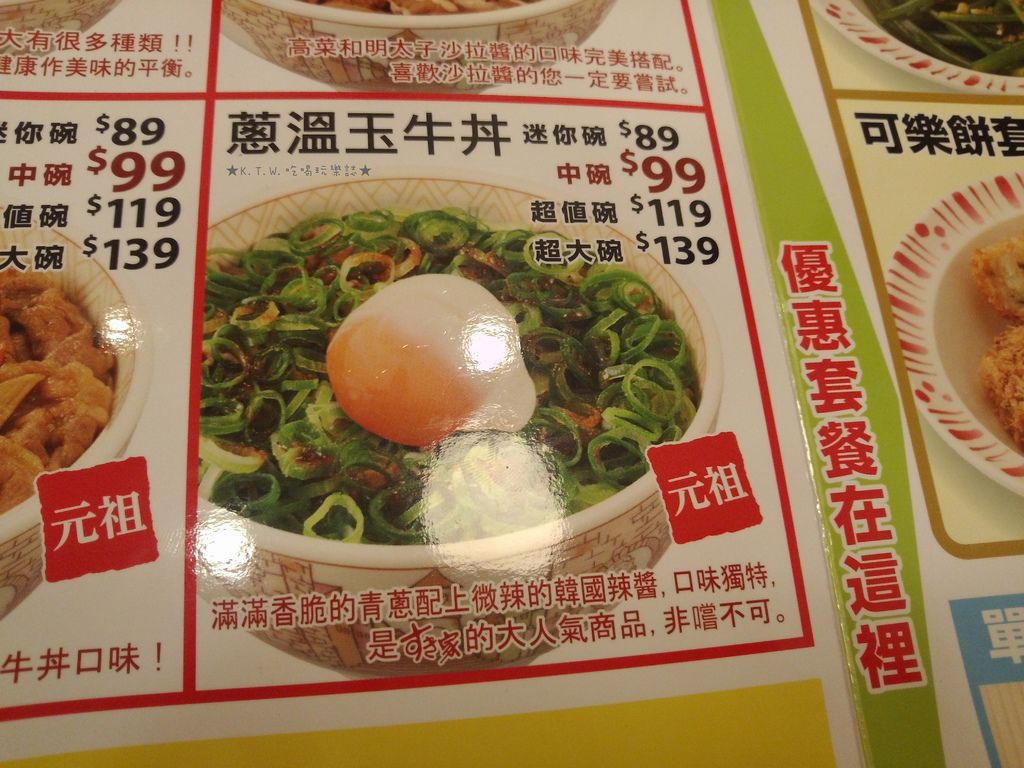 大有很多種類!!
健康作美味的平衡。
迷你碗 $89
中碗 $99
值碗 $119
大碗 $139
元祖
牛丼口味!
高菜和明太子沙拉醬的口味完美搭配。
喜歡沙拉醬的您一定要嘗試。
蔥溫玉牛丼
★K.T.W.吃喝玩樂誌★
迷你碗 $89
中碗 $99
超值碗 $119
超大碗 $139
元祖
滿滿香脆的青蔥配上微辣的韓國辣醬,口味獨特,
是すき家的大人氣商品,非嚐不可。
優惠套餐在這裡
可樂餅套
單